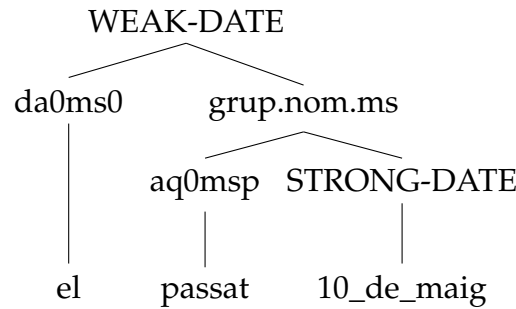 WEAK-DATE
da0ms0 grup.nom.ms
aq0msp STRONG-DATE
el passat 10_de_maig